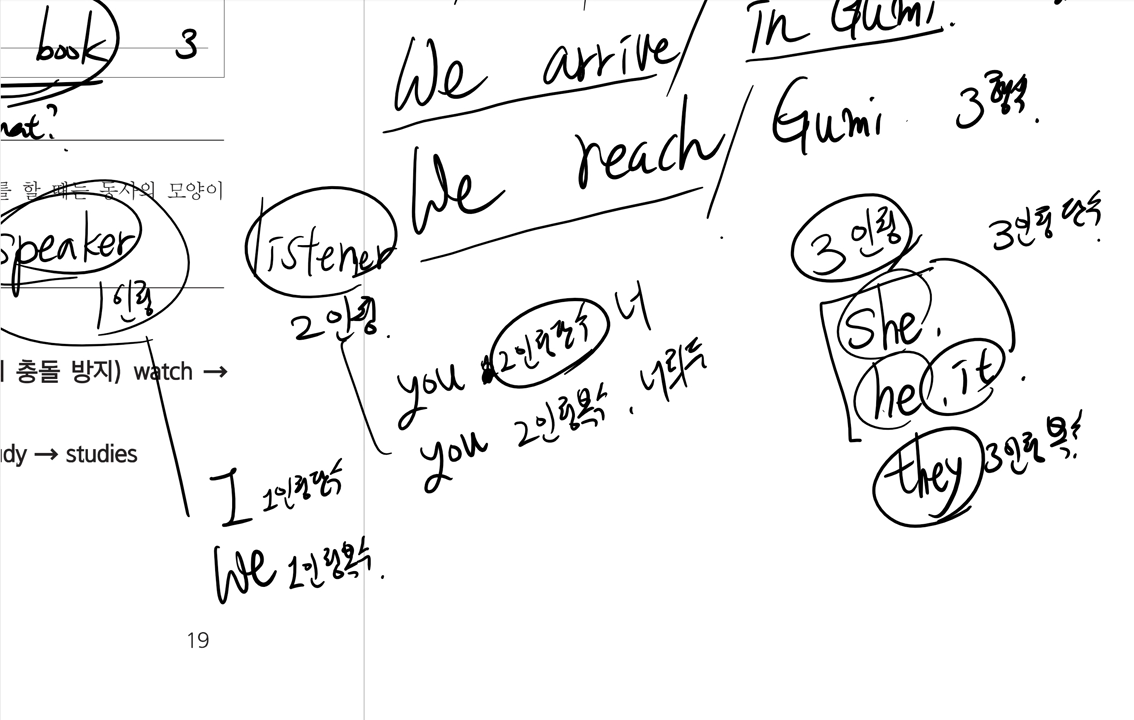 book 3
We arrive / in Gumi.
hat?
We reach / Gumi 3형식.
를 할 때는 동사의 모양이
speaker
1인칭
listener
2인칭.
3인칭
3인칭 단수.
she.
he. it.
they 3인칭 복수.
you 2인칭단수 너
you 2인칭복수. 너희들
충돌 방지) watch →
udy → studies
I 1인칭단수
We 1인칭복수.
19